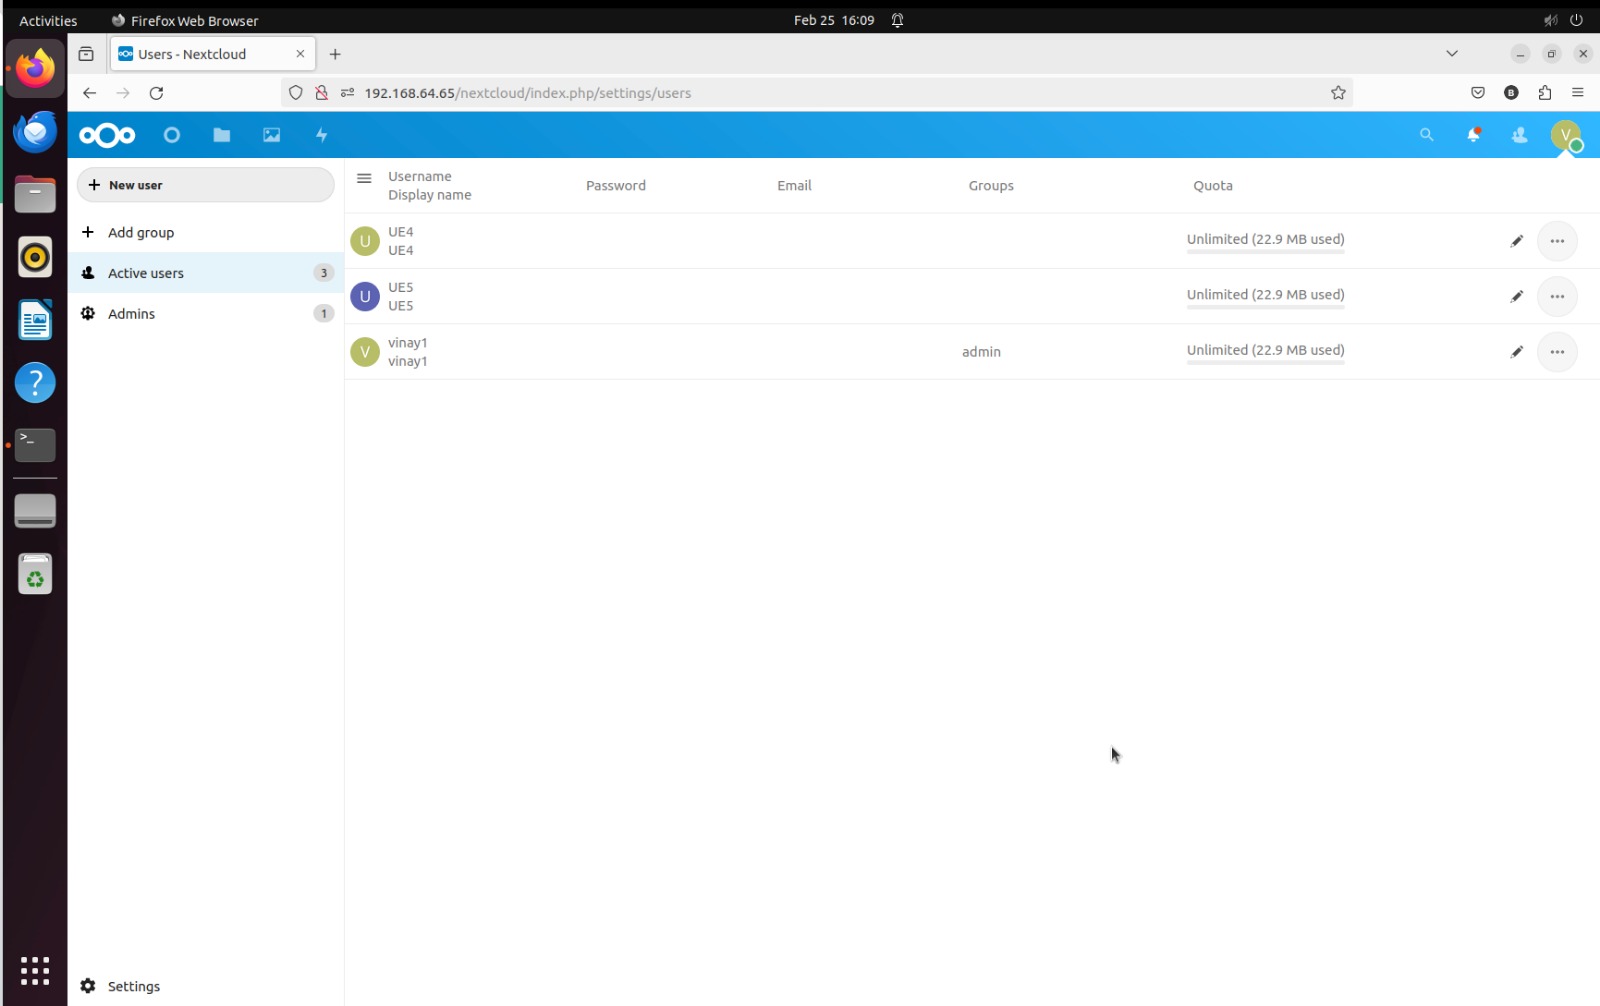 Activities
Firefox Web Browser
Feb 25 16:09
Users - Nextcloud
192.168.64.65/nextcloud/index.php/settings/users
B
V
New user
Add group
Active users 3
Admins 1
Username
Display name
Password
Email
Groups
Quota
U
UE4
UE4
Unlimited (22.9 MB used)
U
UE5
UE5
Unlimited (22.9 MB used)
V
vinay1
vinay1
admin
Unlimited (22.9 MB used)
Settings